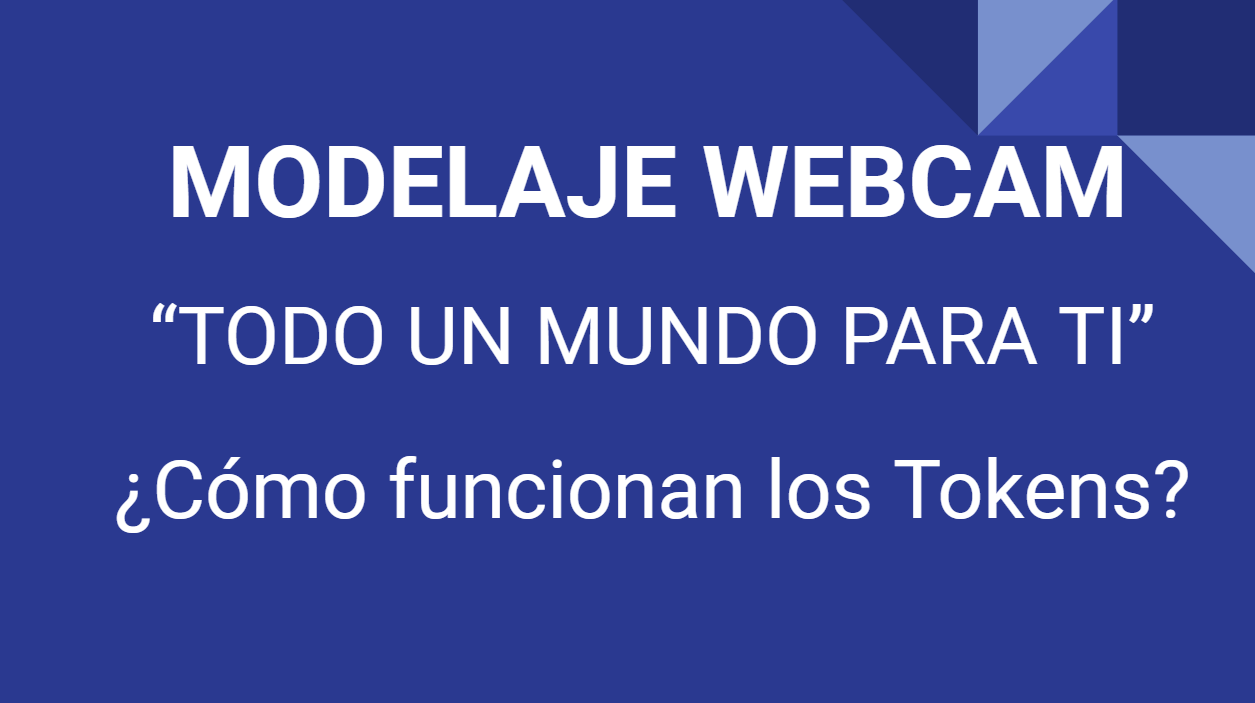 MODELAJE WEBCAM
“TODO UN MUNDO PARA TI”
¿Cómo funcionan los Tokens?